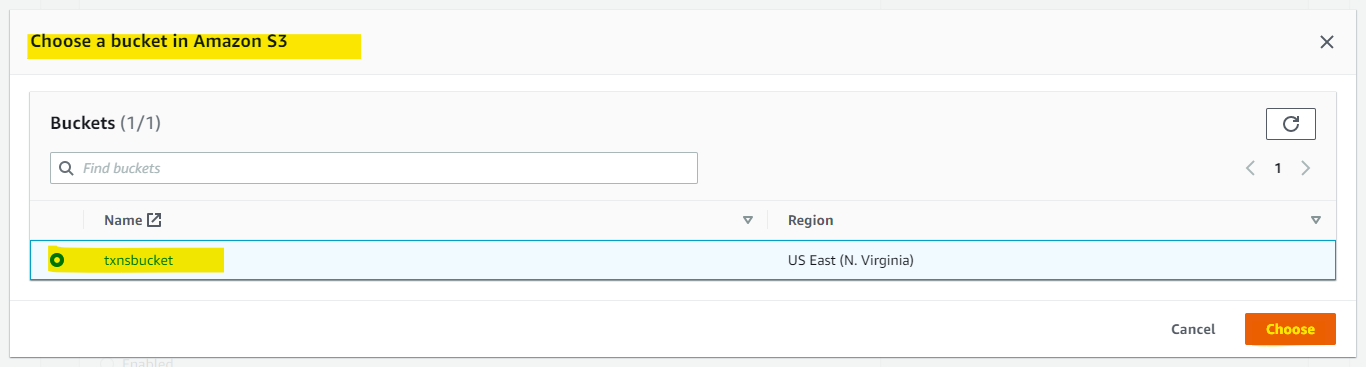 Choose a bucket in Amazon S3
Buckets (1/1)
Find buckets
1
Name Region
txnsbucket US East (N. Virginia)
Cancel Choose
Enabled